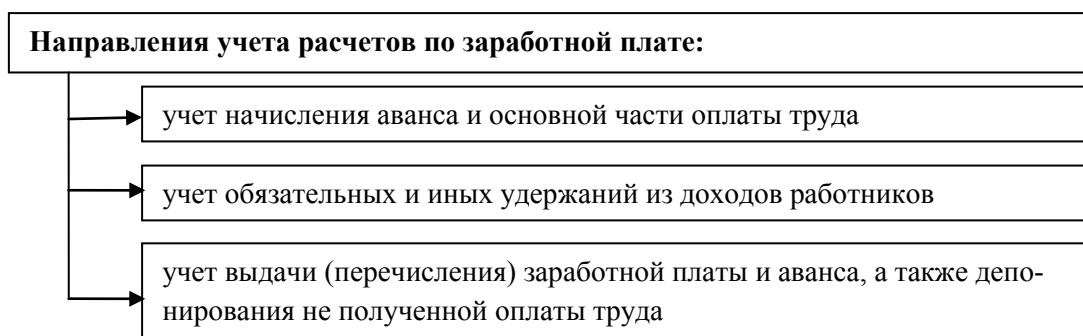 Направления учета расчетов по заработной плате:
учет начисления аванса и основной части оплаты труда
учет обязательных и иных удержаний из доходов работников
учет выдачи (перечисления) заработной платы и аванса, а также депо-
нирования не полученной оплаты труда